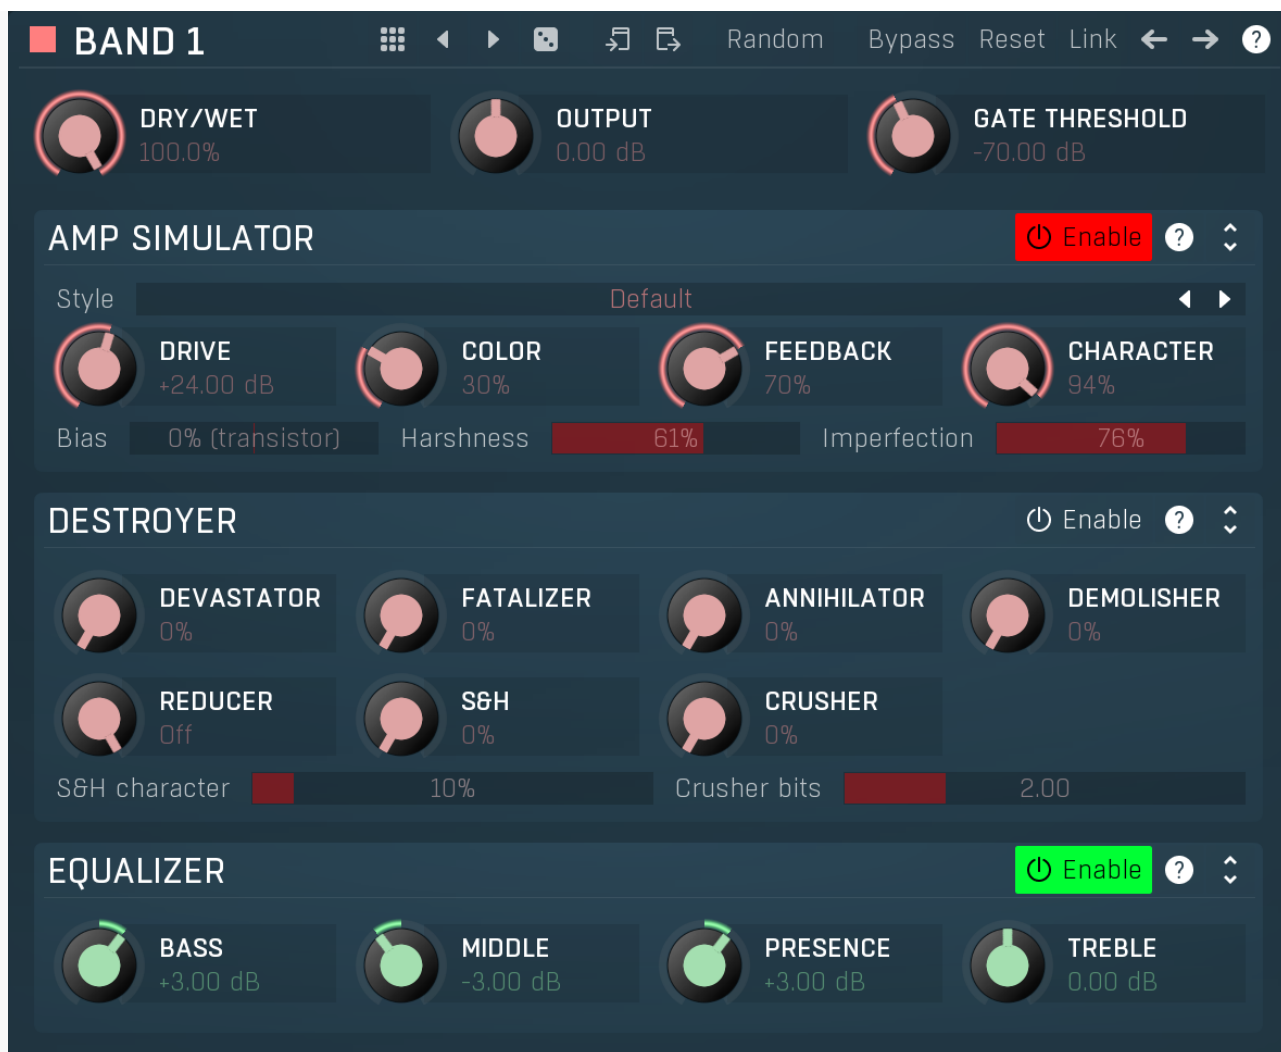 BAND 1 Random Bypass Reset Link ?
DRY/WET OUTPUT GATE THRESHOLD
100.0% 0.00 dB -70.00 dB
AMP SIMULATOR Enable ?
Style Default
DRIVE COLOR FEEDBACK CHARACTER
+24.00 dB 30% 70% 94%
Bias 0% (transistor) Harshness 61% Imperfection 76%
DESTROYER Enable ?
DEVASTATOR FATALIZER ANNIHILATOR DEMOLISHER
0% 0% 0% 0%
REDUCER S&H CRUSHER
Off 0% 0%
S&H character 10% Crusher bits 2.00
EQUALIZER Enable ?
BASS MIDDLE PRESENCE TREBLE
+3.00 dB -3.00 dB +3.00 dB 0.00 dB